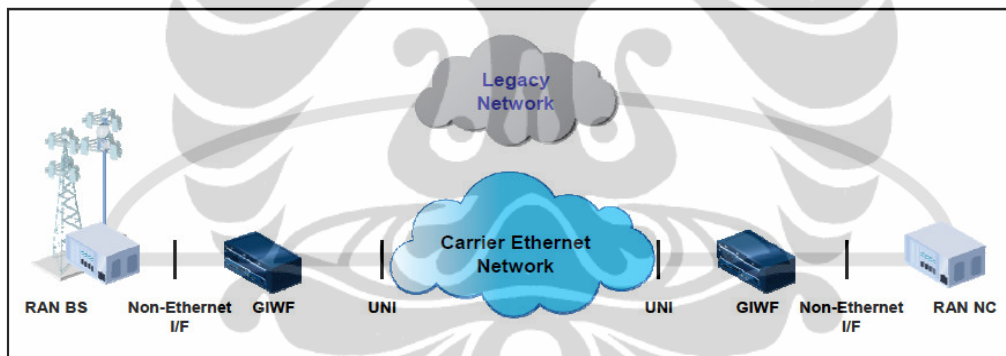 Legacy
Network
Carrier Ethernet
Network
RAN BS
Non-Ethernet
I/F
GIWF
UNI
UNI
GIWF
Non-Ethernet
I/F
RAN NC